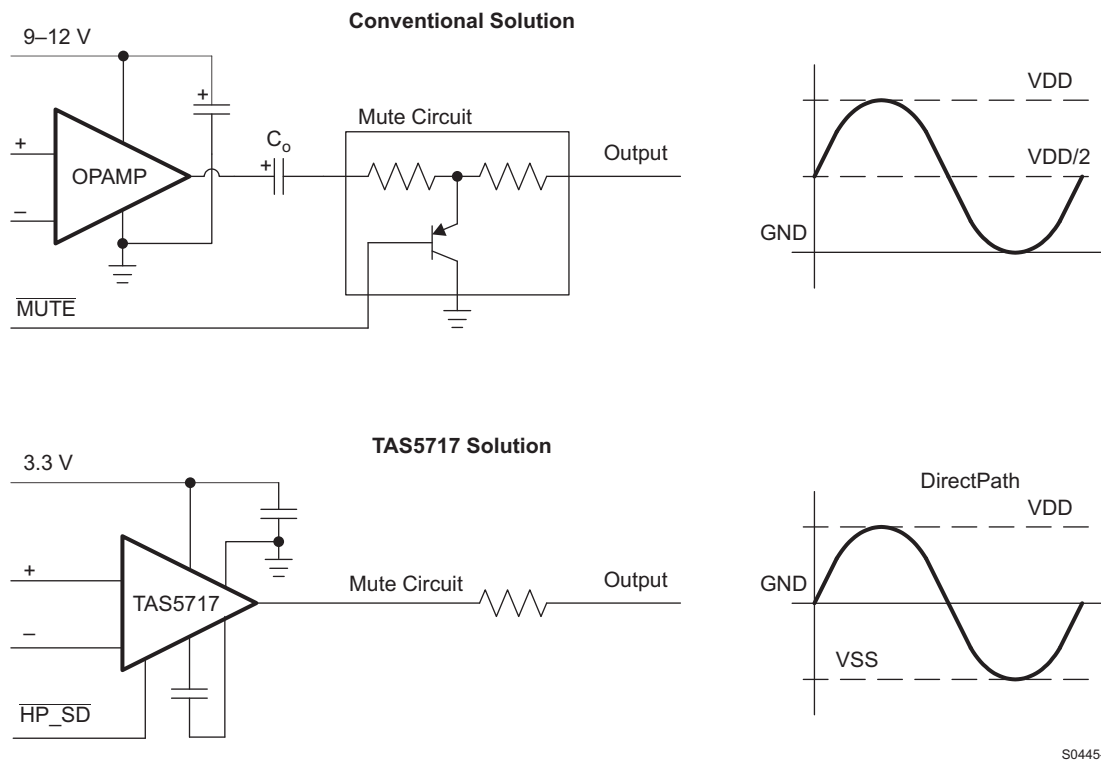 Conventional Solution
9–12 V
+
Mute Circuit
Co
+
+
–
OPAMP
Output
MUTE
VDD
VDD/2
GND
TAS5717 Solution
3.3 V
+
–
TAS5717
Mute Circuit
Output
HP_SD
DirectPath
VDD
GND
VSS